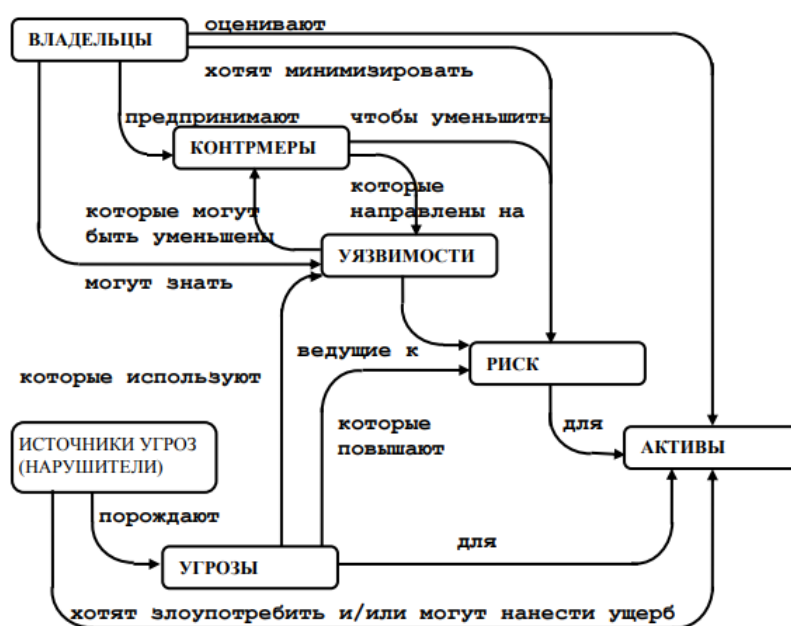 оценивают
ВЛАДЕЛЬЦЫ
хотят минимизировать
предпринимают
чтобы уменьшить
КОНТРМЕРЫ
которые
направлены на
которые могут
быть уменьшены
УЯЗВИМОСТИ
могут знать
ведущие к
РИСК
которые используют
которые
повышают
для
ИСТОЧНИКИ УГРОЗ
(НАРУШИТЕЛИ)
АКТИВЫ
порождают
для
УГРОЗЫ
хотят злоупотребить и/или могут нанести ущерб